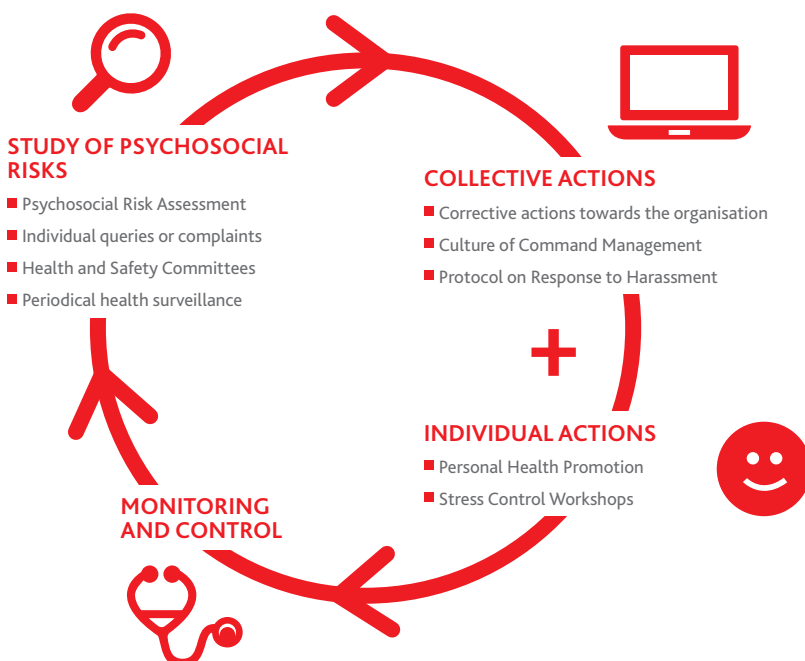 STUDY OF PSYCHOSOCIAL
RISKS
Psychosocial Risk Assessment
Individual queries or complaints
Health and Safety Committees
Periodical health surveillance
COLLECTIVE ACTIONS
Corrective actions towards the organisation
Culture of Command Management
Protocol on Response to Harassment
+
INDIVIDUAL ACTIONS
Personal Health Promotion
Stress Control Workshops
MONITORING
AND CONTROL